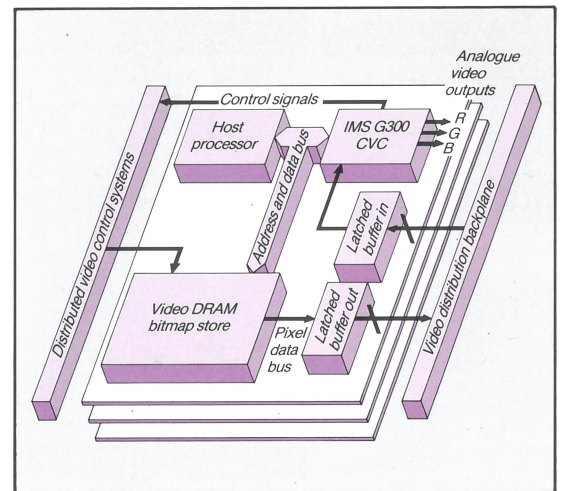 Analogue
video
outputs
Control signals
Host
processor
IMS G300
CVC
R
G
B
Address and data bus
Distributed video control systems
Latched
buffer in
Video distribution backplane
Video DRAM
bitmap store
Pixel
data
bus
Latched
buffer out